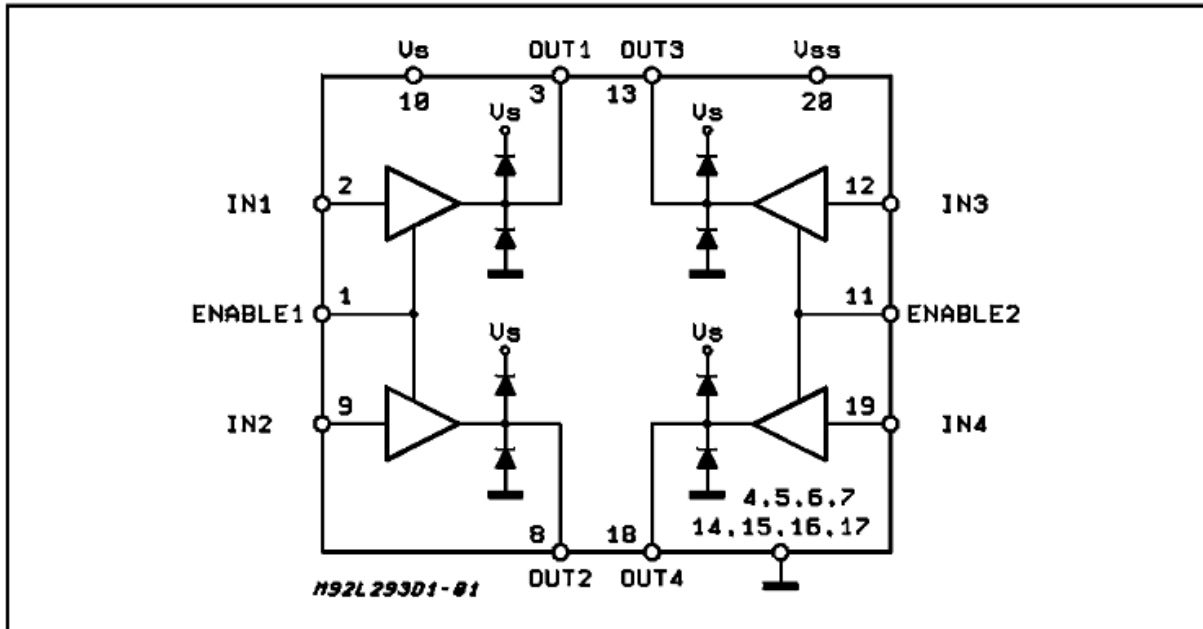 Vs OUT1 OUT3 Vss
10 3 13 20
Vs Vs
IN1 2 12 IN3
ENABLE1 1 11 ENABLE2
Vs Vs
IN2 9 19 IN4
4,5,6,7
8 18 14,15,16,17
OUT2 OUT4
M92L293D1-01